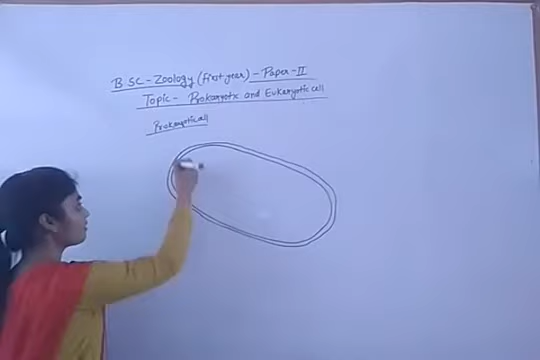 B SC - Zoology (first year) - Paper - II
Topic - Prokaryotic and Eukaryotic cell
Prokaryotic cell